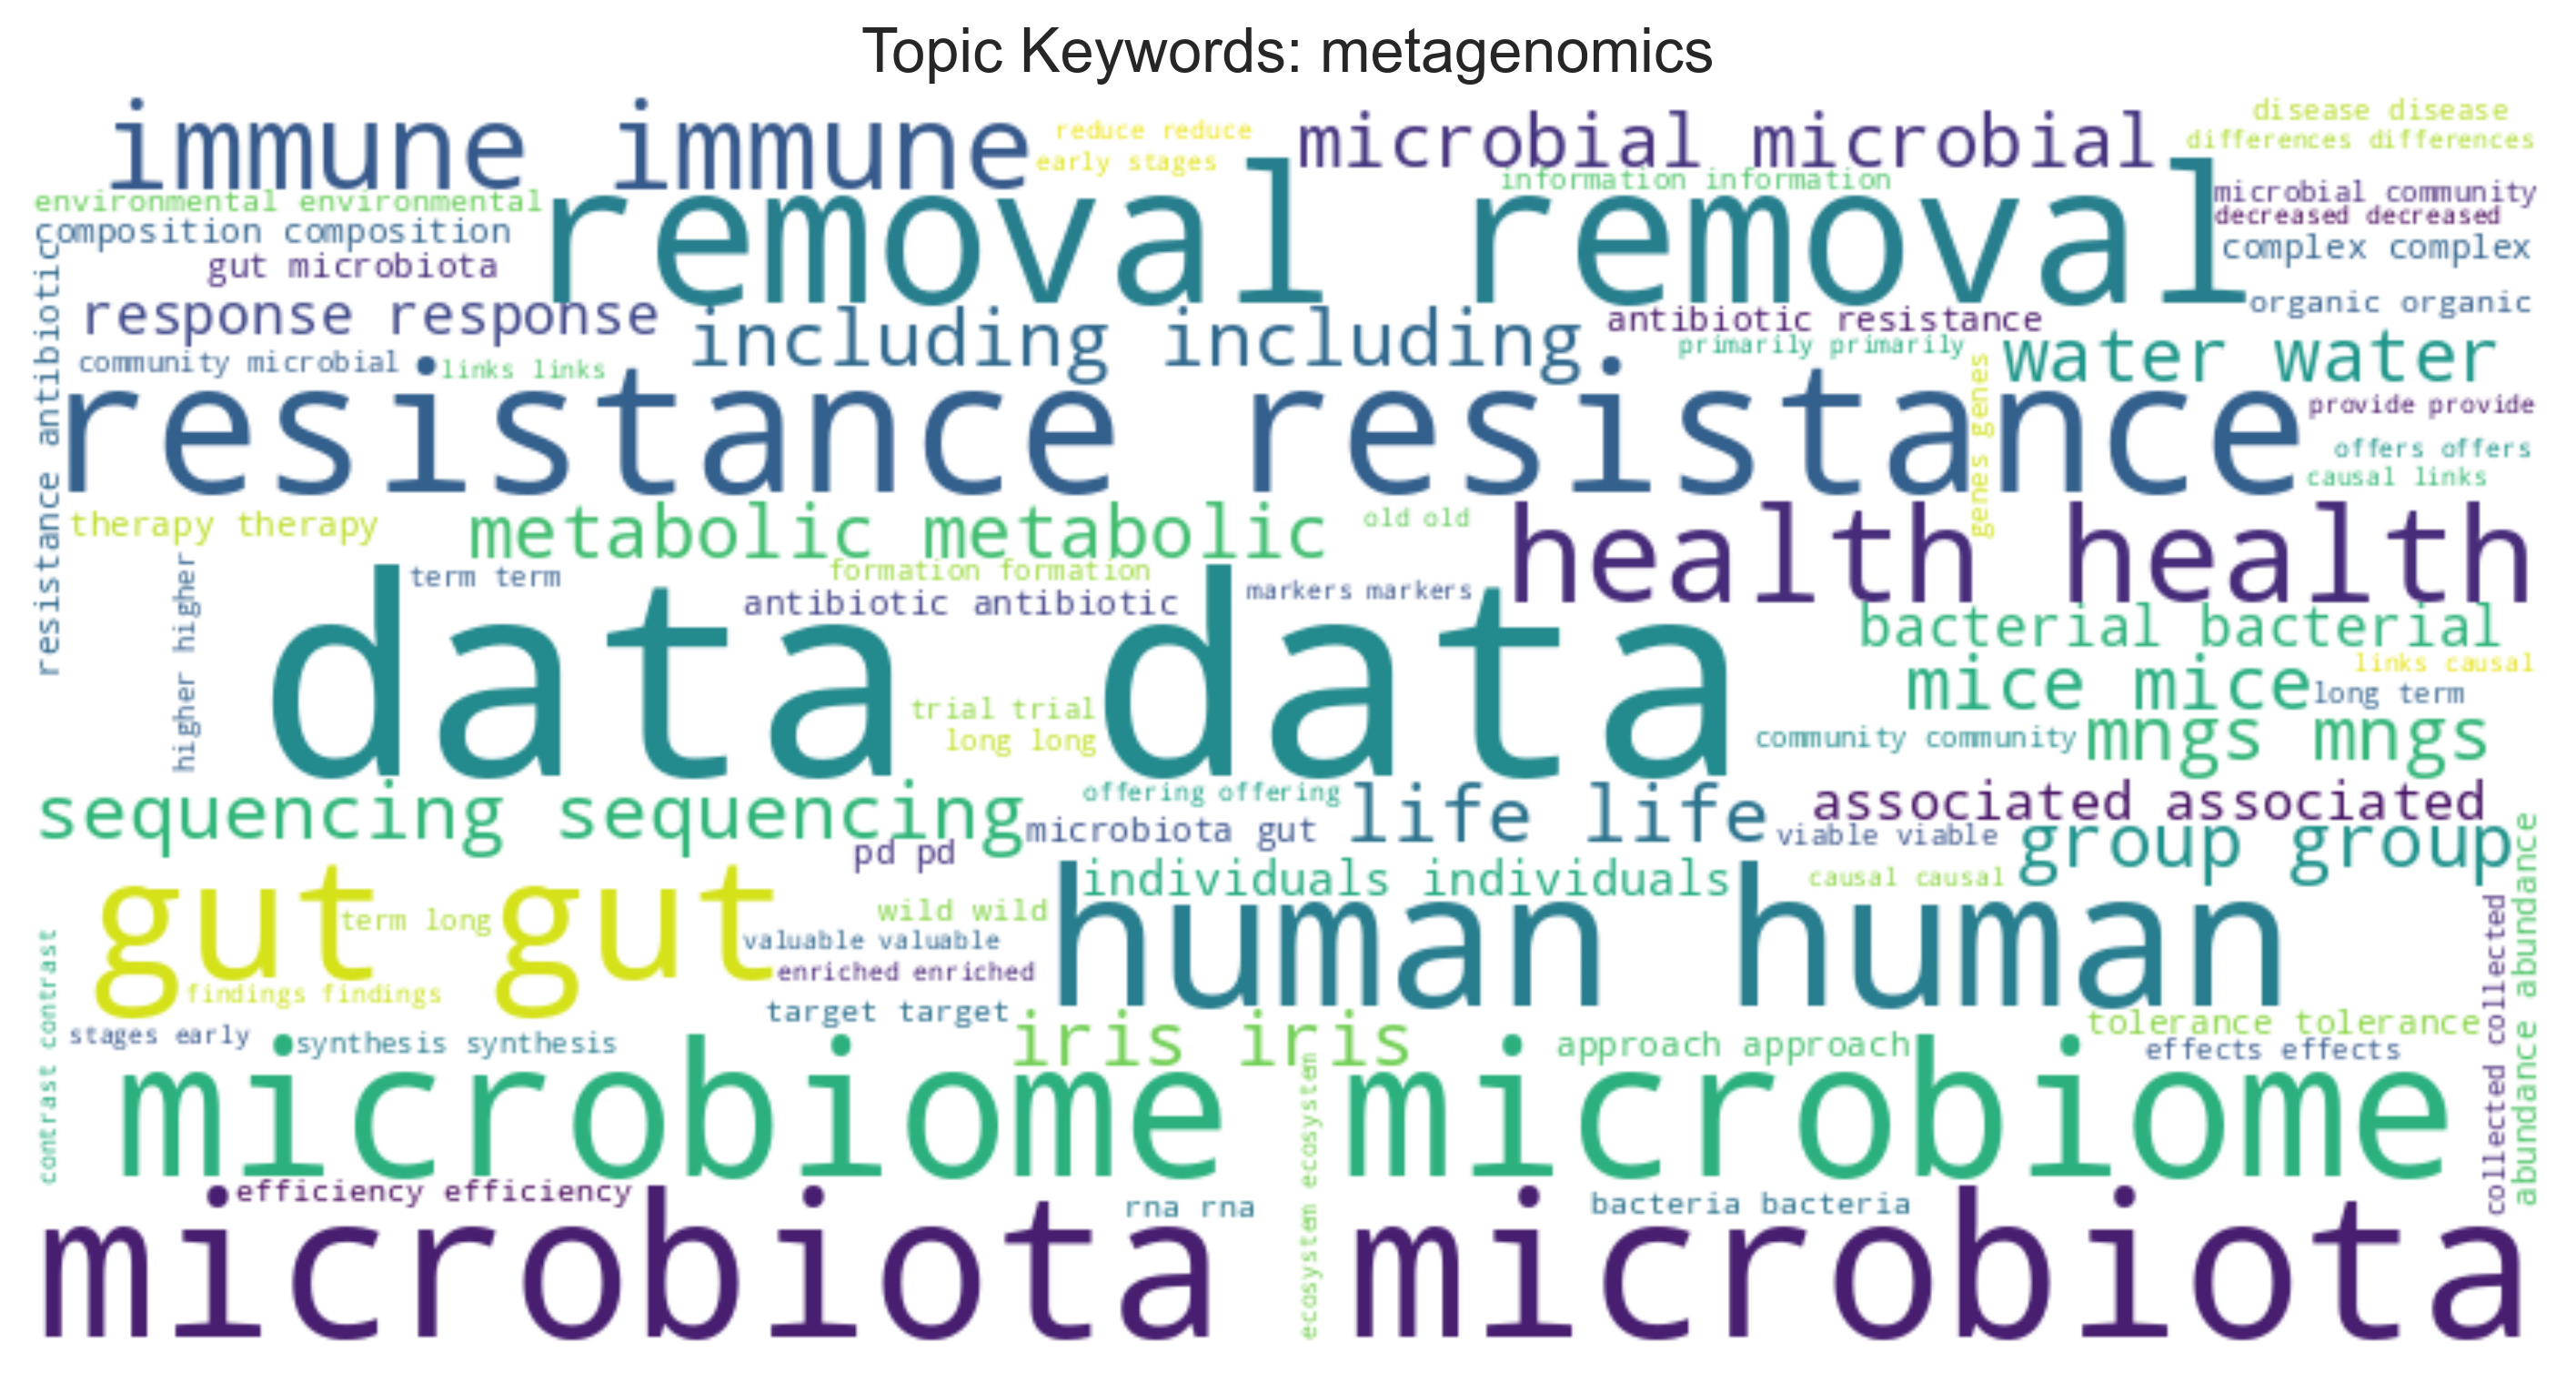 Topic Keywords: metagenomics
immune immune
reduce reduce
early stages
microbial microbial
disease disease
differences differences
environmental environmental
composition composition
gut microbiota
removal removal
information information
microbial community
decreased decreased
complex complex
organic organic
resistance antibiotic
response response
including including
antibiotic resistance
primarily primarily
water water
community microbial
links links
resistance resistance
genes genes
provide provide
offers offers
causal links
therapy therapy
metabolic metabolic
old old
health health
higher higher
term term
formation formation
antibiotic antibiotic
markers markers
data data
bacterial bacterial
links causal
mice mice
long term
trial trial
long long
community community
mngs mngs
sequencing sequencing
offering offering
life life
associated associated
microbiota gut
viable viable
group group
pd pd
gut gut
term long
individuals individuals
causal causal
wild wild
human human
valuable valuable
enriched enriched
findings findings
target target
contrast contrast
collected collected
abundance abundance
stages early
synthesis synthesis
iris iris
approach approach
tolerance tolerance
effects effects
microbiome microbiome
ecosystem ecosystem
efficiency efficiency
rna rna
bacteria bacteria
microbiota microbiota